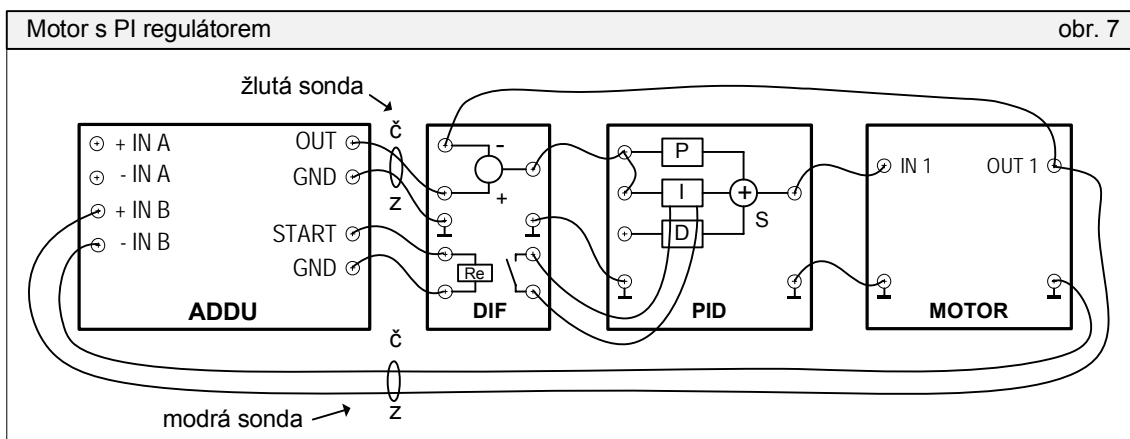 Motor s PI regulátorem obr. 7
žlutá sonda
č
z
+ IN A
- IN A
+ IN B
- IN B
OUT
GND
START
GND
ADDU
-
+
Re
DIF
P
I
D
+
S
PID
IN 1 OUT 1
MOTOR
č
z
modrá sonda